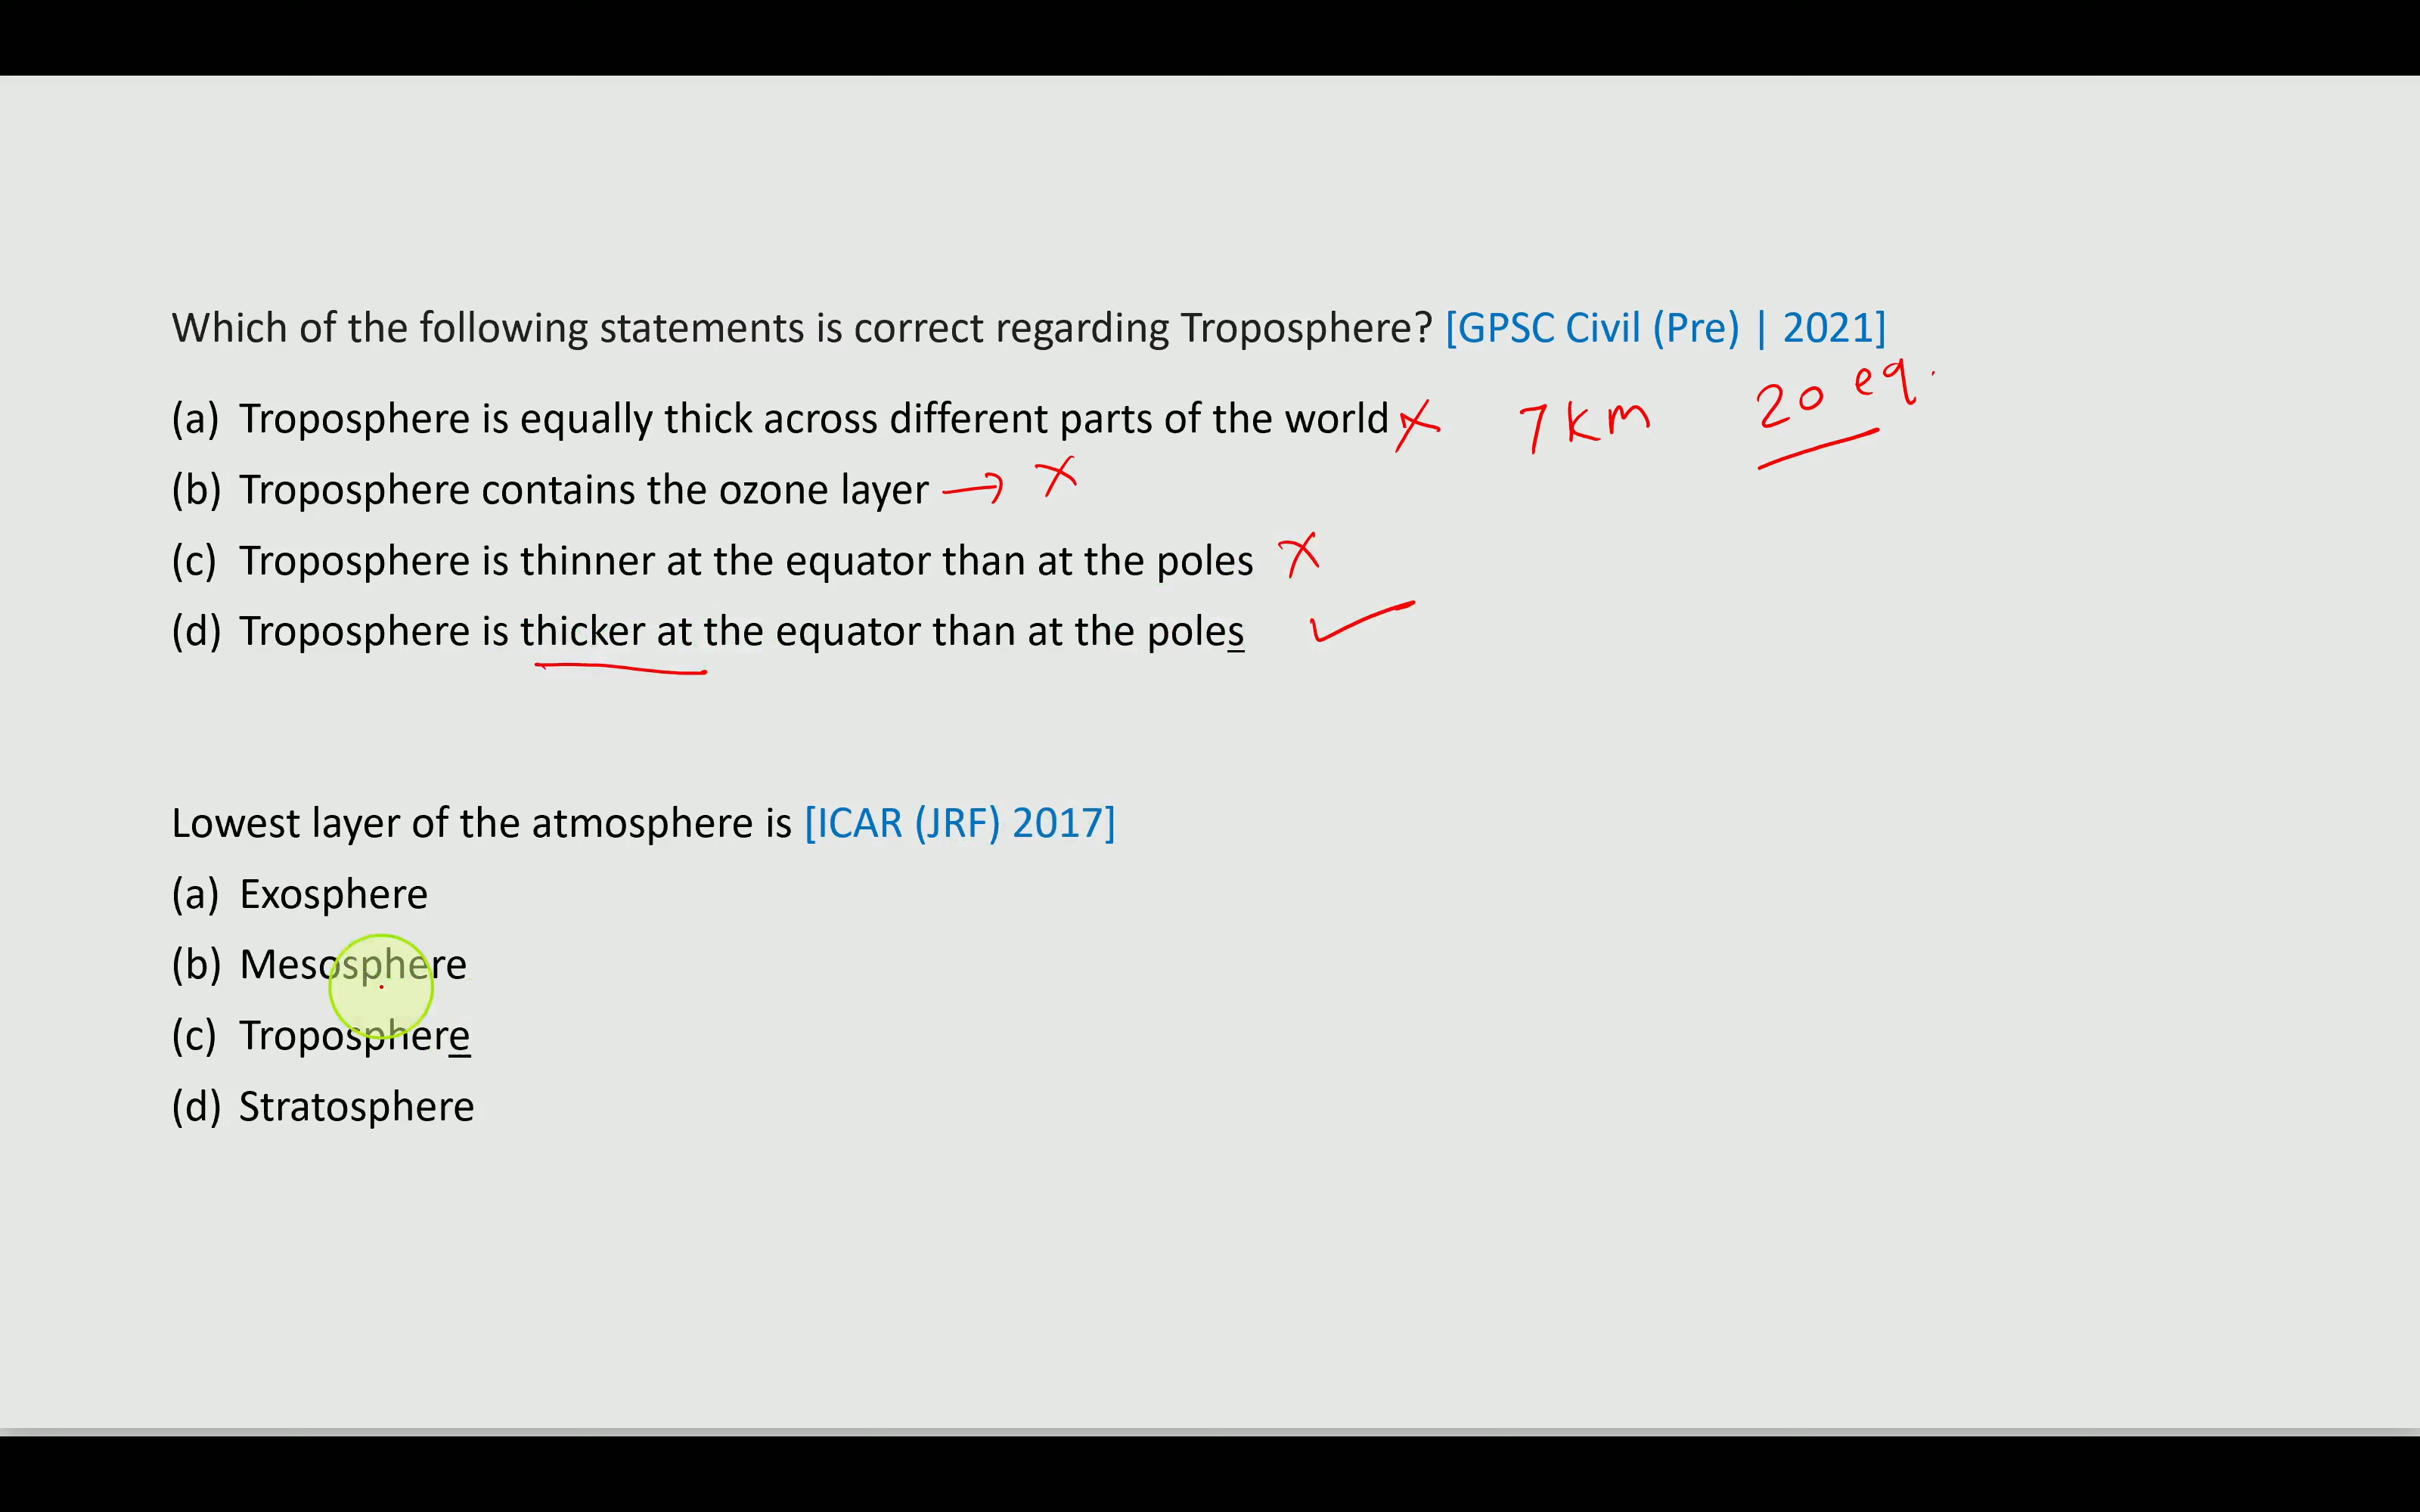 Which of the following statements is correct regarding Troposphere? [GPSC Civil (Pre) | 2021]
(a) Troposphere is equally thick across different parts of the world x 7 km 20 eq.
(b) Troposphere contains the ozone layer → x
(c) Troposphere is thinner at the equator than at the poles x
(d) Troposphere is thicker at the equator than at the poles ✓
Lowest layer of the atmosphere is [ICAR (JRF) 2017]
(a) Exosphere
(b) Mesosphere
(c) Troposphere
(d) Stratosphere